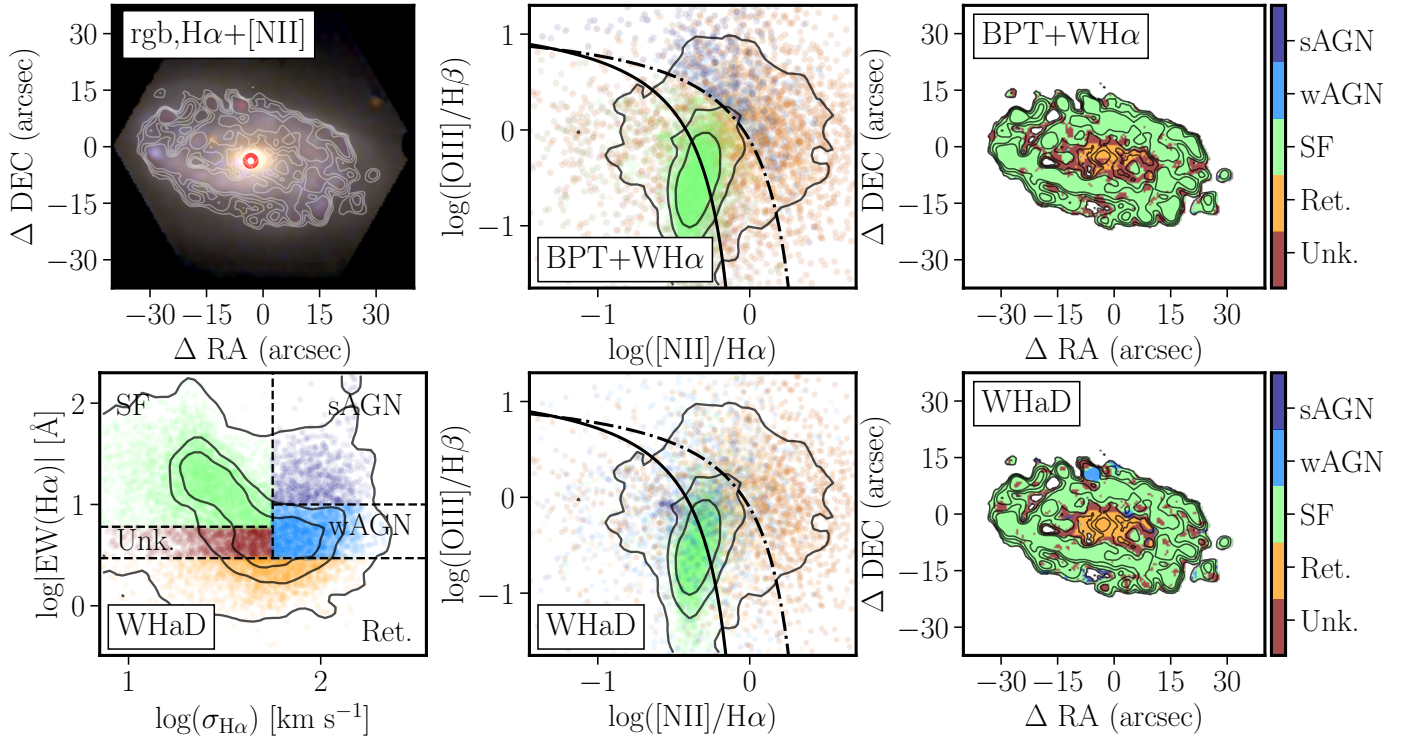 rgb,Hα+[NII]
Δ DEC (arcsec)
30
15
0
−15
−30
−30 −15 0 15 30
Δ RA (arcsec)
log([OIII]/Hβ)
1
0
−1
BPT+WHα
−1 0
log([NII]/Hα)
BPT+WHα
Δ DEC (arcsec)
30
15
0
−15
−30
−30 −15 0 15 30
Δ RA (arcsec)
sAGN
wAGN
SF
Ret.
Unk.
log|EW(Hα)| [Å]
2
1
0
SF
sAGN
wAGN
Unk.
WHaD
Ret.
1 2
log(σHα) [km s⁻¹]
log([OIII]/Hβ)
1
0
−1
WHaD
−1 0
log([NII]/Hα)
WHaD
Δ DEC (arcsec)
30
15
0
−15
−30
−30 −15 0 15 30
Δ RA (arcsec)
sAGN
wAGN
SF
Ret.
Unk.